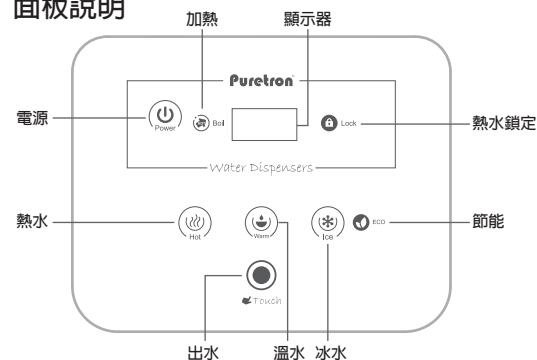 面板説明
加熱 顯示器
Puretron
電源 Power Boil Lock 熱水鎖定
Water Dispensers
熱水 Hot Warm Ice ECO 節能
Touch
出水 溫水 冰水